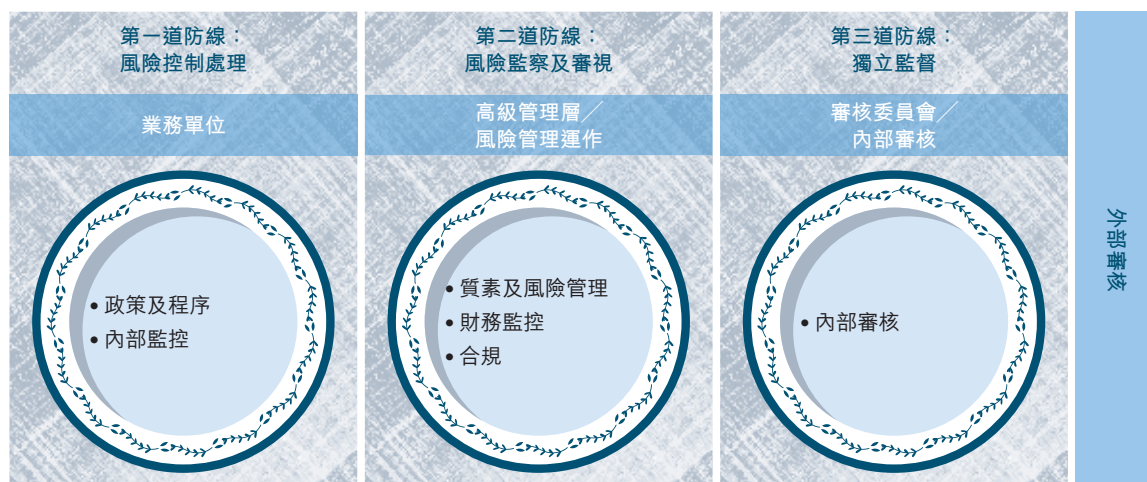 第一道防線：
風險控制處理
業務單位
• 政策及程序
• 內部監控
第二道防線：
風險監察及審視
高級管理層／
風險管理運作
• 質素及風險管理
• 財務監控
• 合規
第三道防線：
獨立監督
審核委員會／
內部審核
• 內部審核
外部審核